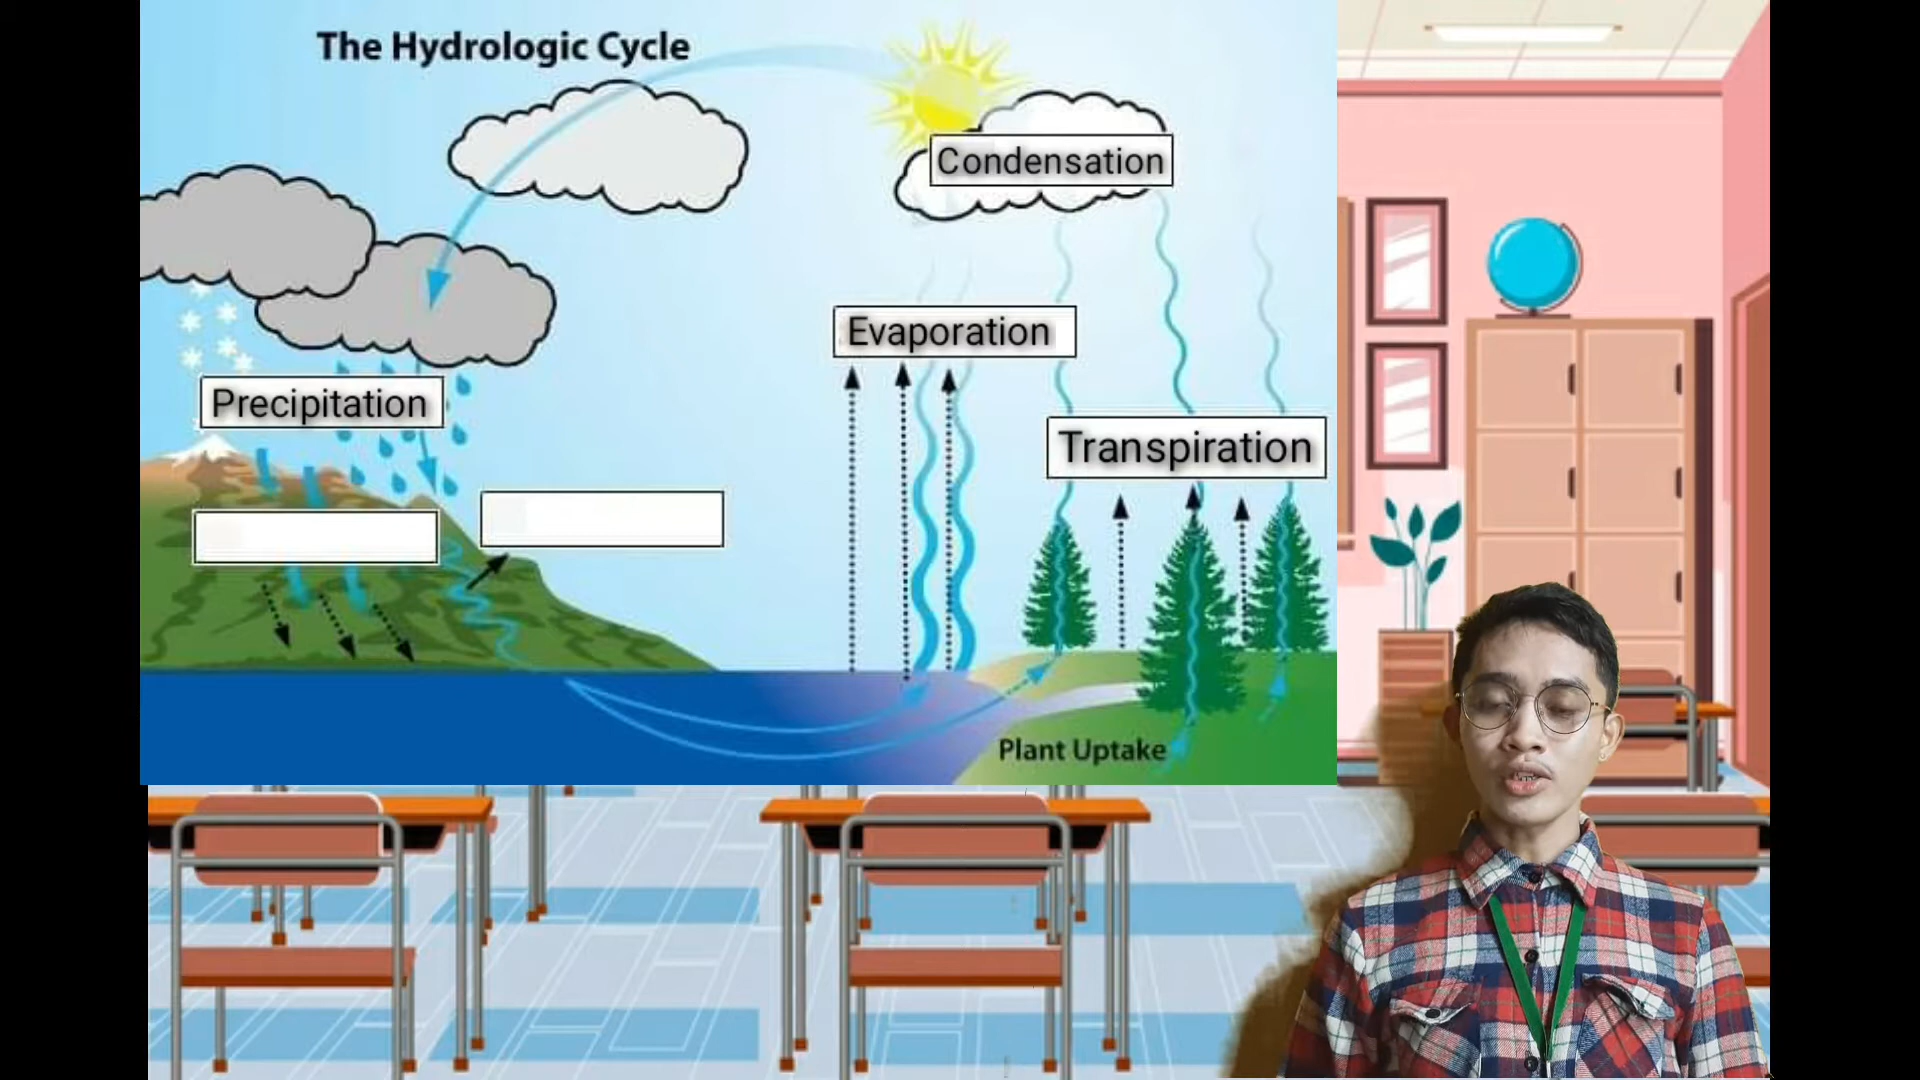 The Hydrologic Cycle
Condensation
Evaporation
Precipitation
Transpiration
Plant Uptake